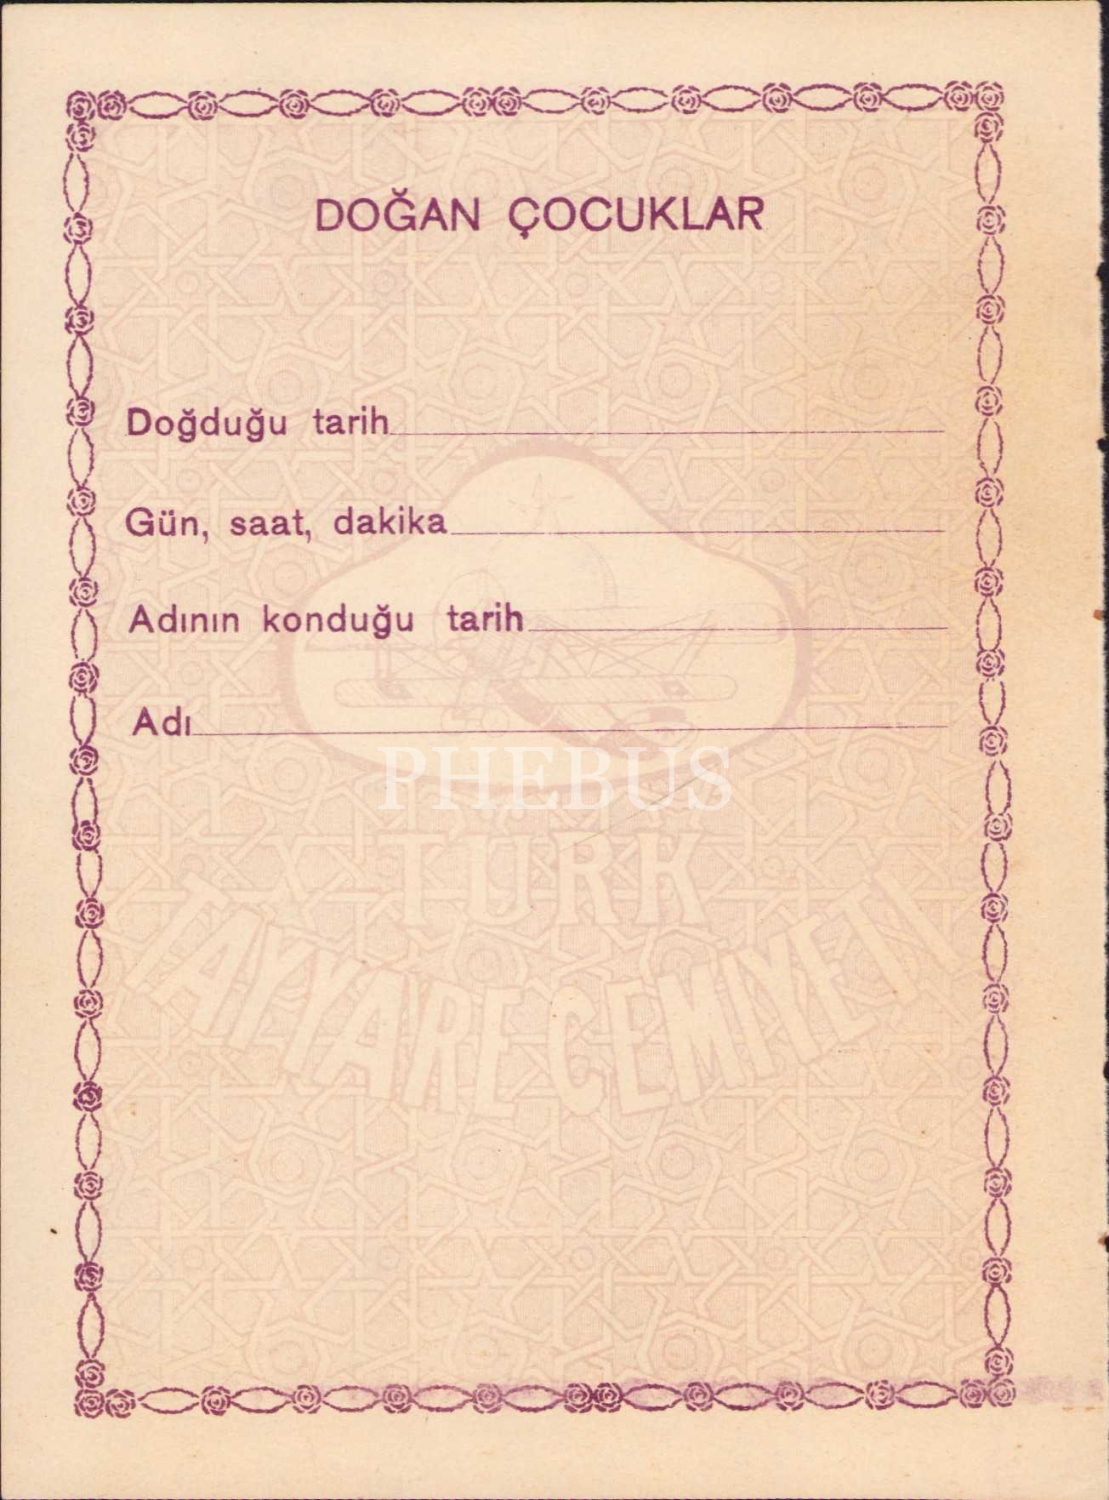 DOĞAN ÇOCUKLAR
Doğduğu tarih
Gün, saat, dakika
Adının konduğu tarih
Adı
PHEBUS
TÜRK
TAYYARE CEMİYETİ